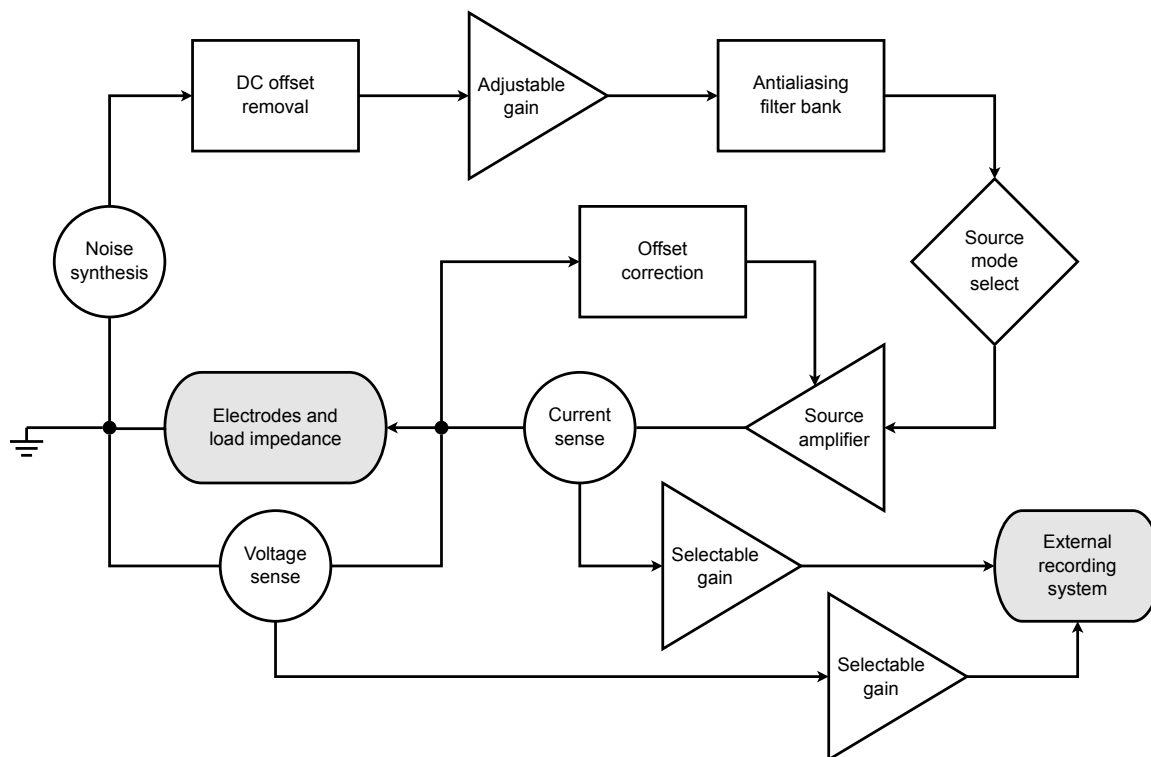 DC offset
removal
Adjustable
gain
Antialiasing
filter bank
Noise
synthesis
Offset
correction
Source
mode
select
Electrodes and
load impedance
Current
sense
Source
amplifier
Voltage
sense
Selectable
gain
External
recording
system
Selectable
gain